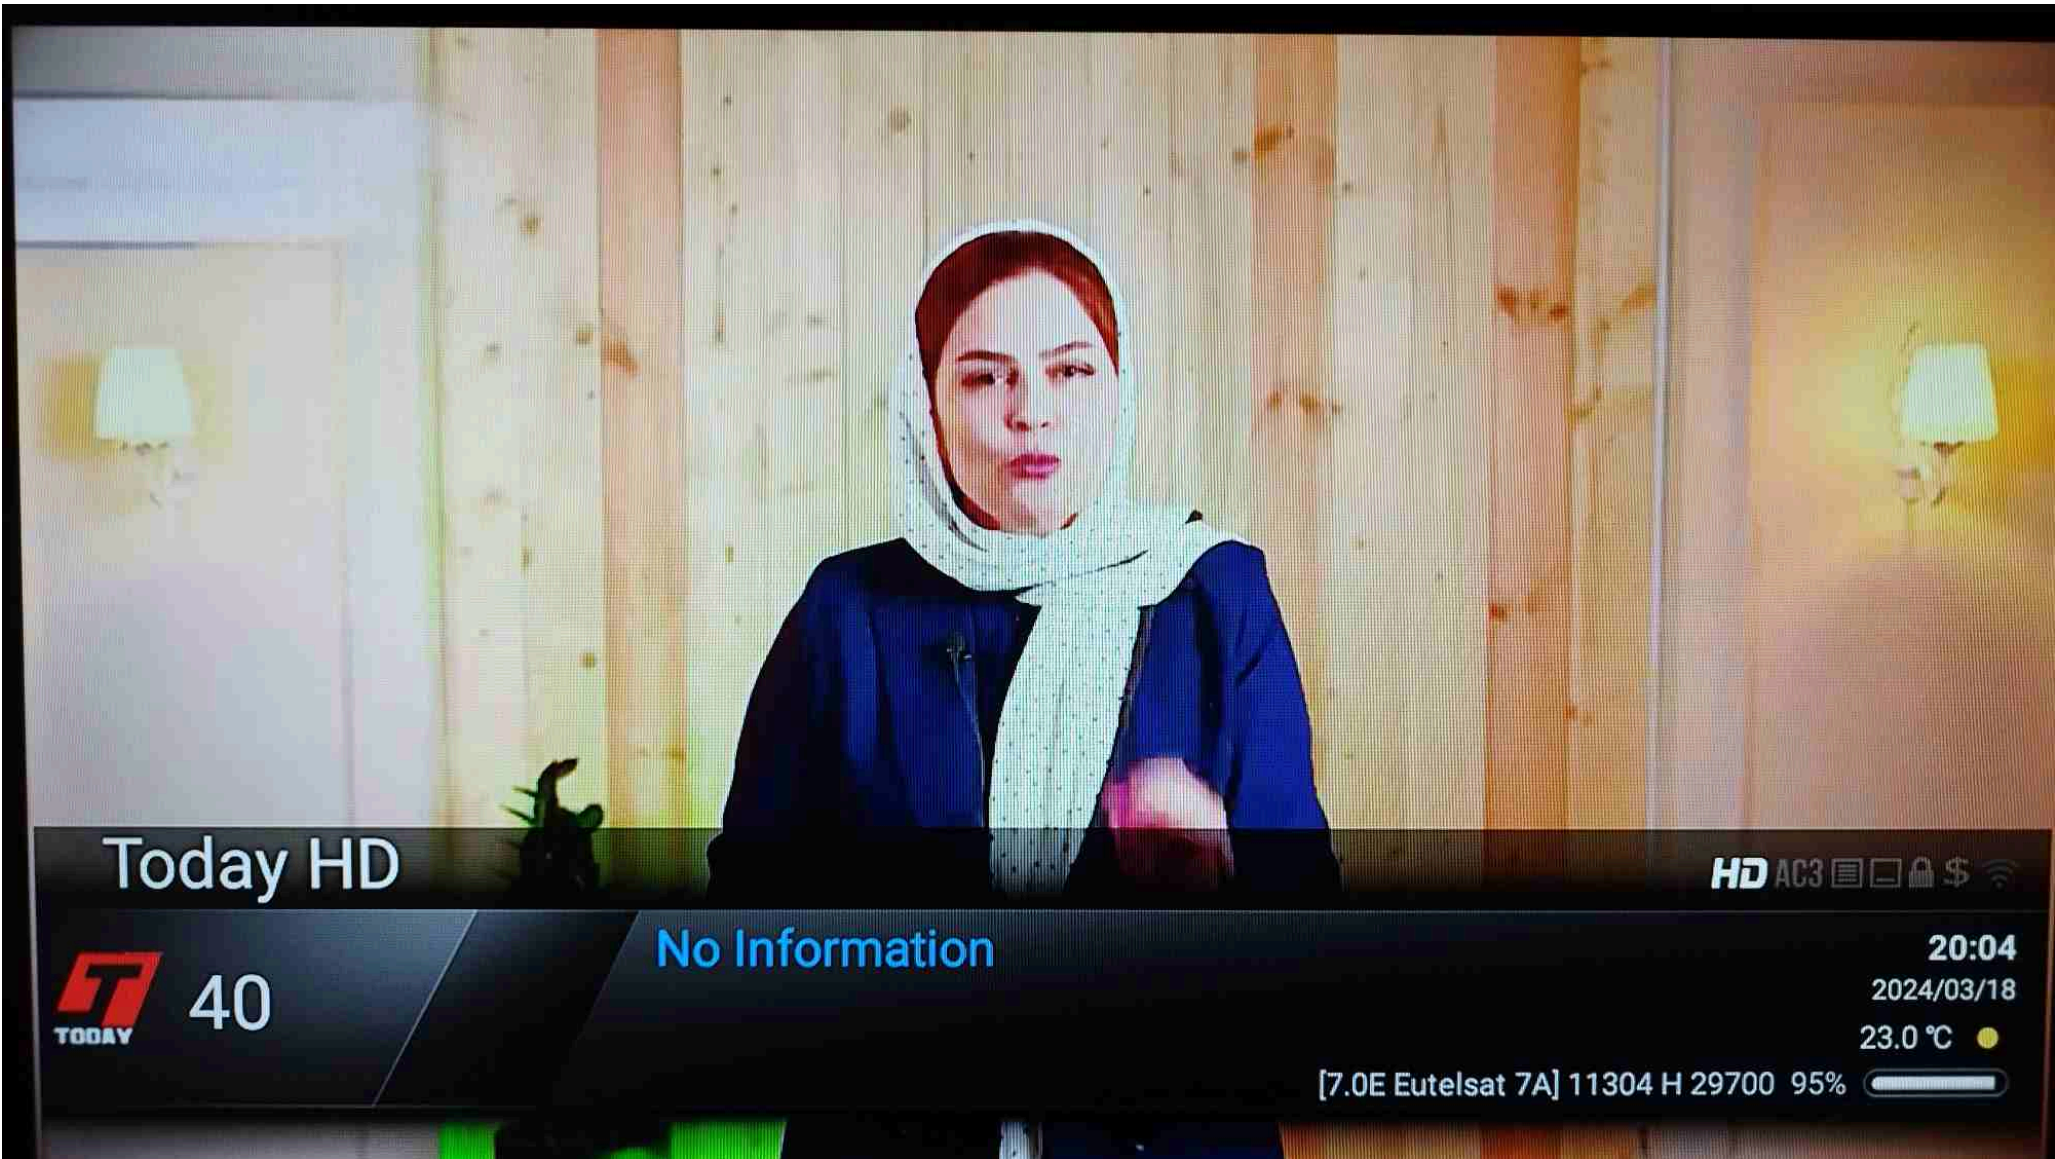 Today HD
HD AC3 $
TODAY
40
No Information
20:04
2024/03/18
23.0 °C
[7.0E Eutelsat 7A] 11304 H 29700 95%